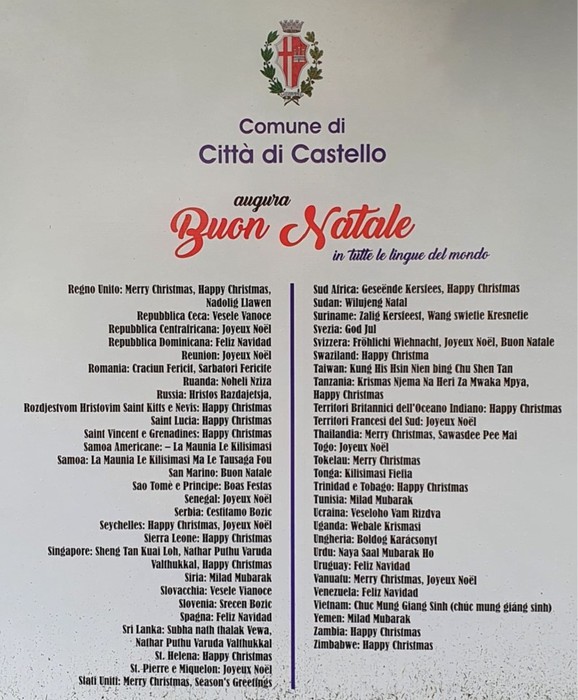 Comune di
Città di Castello
augura
Buon Natale
in tutte le lingue del mondo
Regno Unito: Merry Christmas, Happy Christmas,
Nadolig Llawen
Repubblica Ceca: Vesele Vanoce
Repubblica Centrafricana: Joyeux Noël
Repubblica Dominicana: Feliz Navidad
Reunion: Joyeux Noël
Romania: Craciun Fericit, Sarbatori Fericite
Ruanda: Noheli Nziza
Russia: Hristos Razdajetsja,
Rozdjestvom Hristovim Saint Kitts e Nevis: Happy Christmas
Saint Lucia: Happy Christmas
Saint Vincent e Grenadines: Happy Christmas
Samoa Americane: – La Maunia Le Kilisimasi
Samoa: La Maunia Le Kilisimasi Ma Le Tausaga Fou
San Marino: Buon Natale
Sao Tomè e Principe: Boas Festas
Senegal: Joyeux Noël
Serbia: Cestitamo Bozic
Seychelles: Happy Christmas, Joyeux Noël
Sierra Leone: Happy Christmas
Singapore: Sheng Tan Kuai Loh, Nathar Puthu Varuda
Valthukkal, Happy Christmas
Siria: Milad Mubarak
Slovacchia: Vesele Vianoce
Slovenia: Srecen Bozic
Spagna: Feliz Navidad
Sri Lanka: Subha nath thalak Vewa,
Nathar Puthu Varuda Valthukkal
St. Helena: Happy Christmas
St. Pierre e Miquelon: Joyeux Noël
Stati Uniti: Merry Christmas, Season's Greetings
Sud Africa: Geseënde Kersfees, Happy Christmas
Sudan: Wilujeng Natal
Suriname: Zalig Kersfeest, Wang swietie Kresnetie
Svezia: God Jul
Svizzera: Fröhlichi Wiehnacht, Joyeux Noël, Buon Natale
Swaziland: Happy Christma
Taiwan: Kung His Hsin Nien bing Chu Shen Tan
Tanzania: Krismas Njema Na Heri Za Mwaka Mpya,
Happy Christmas
Territori Britannici dell'Oceano Indiano: Happy Christmas
Territori Francesi del Sud: Joyeux Noël
Thailandia: Merry Christmas, Sawasdee Pee Mai
Togo: Joyeux Noël
Tokelau: Merry Christmas
Tonga: Kilisimasi Fiefia
Trinidad e Tobago: Happy Christmas
Tunisia: Milad Mubarak
Ucraina: Veseloho Vam Rizdva
Uganda: Webale Krismasi
Ungheria: Boldog Karácsonyt
Urdu: Naya Saal Mubarak Ho
Uruguay: Feliz Navidad
Vanuatu: Merry Christmas, Joyeux Noël
Venezuela: Feliz Navidad
Vietnam: Chuc Mung Giang Sinh (chúc mung giáng sinh)
Yemen: Milad Mubarak
Zambia: Happy Christmas
Zimbabwe: Happy Christmas